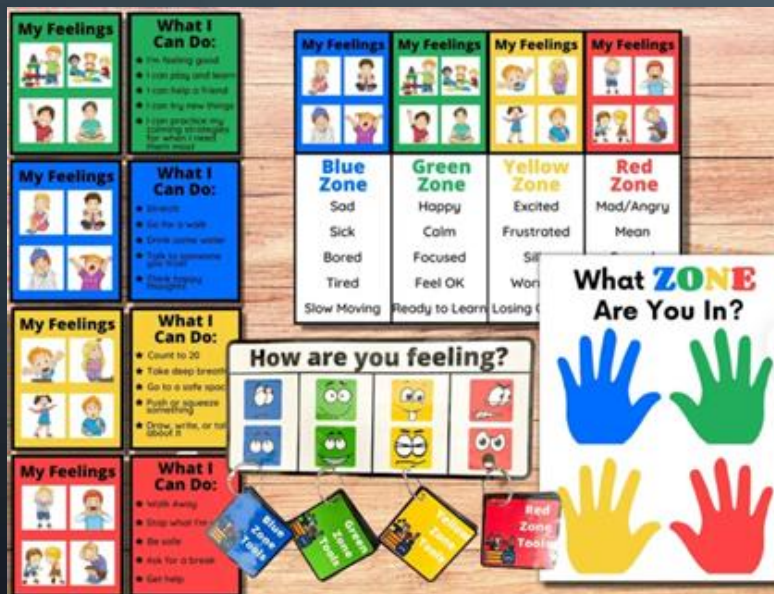 My Feelings
What I
Can Do:
I'm feeling good
I can play and learn
I can help a friend
I can try new things
I can practice my
calming strategies
for when I need
them most
My Feelings
What I
Can Do:
Stretch
Go for a walk
Drink some water
Talk to someone
you trust
Think happy
thoughts
My Feelings
What I
Can Do:
Count to 20
Take deep breath
Go to a safe spac
Push or squeeze
something
Draw, write, or tal
about it
My Feelings
What I
Can Do:
Walk Away
Stop what I'm
Be safe
Ask for a break
Get help
My Feelings
My Feelings
My Feelings
My Feelings
Blue
Zone
Sad
Sick
Bored
Tired
Slow Moving
Green
Zone
Happy
Calm
Focused
Feel OK
Ready to Learn
Yellow
Zone
Excited
Frustrated
Sil
Wor
Losing
Red
Zone
Mad/Angry
Mean
What ZONE
Are You In?
How are you feeling?
Blue
Zone
Tools
Green
Zone
Tools
Yellow
Zone
Tools
Red
Zone
Tools